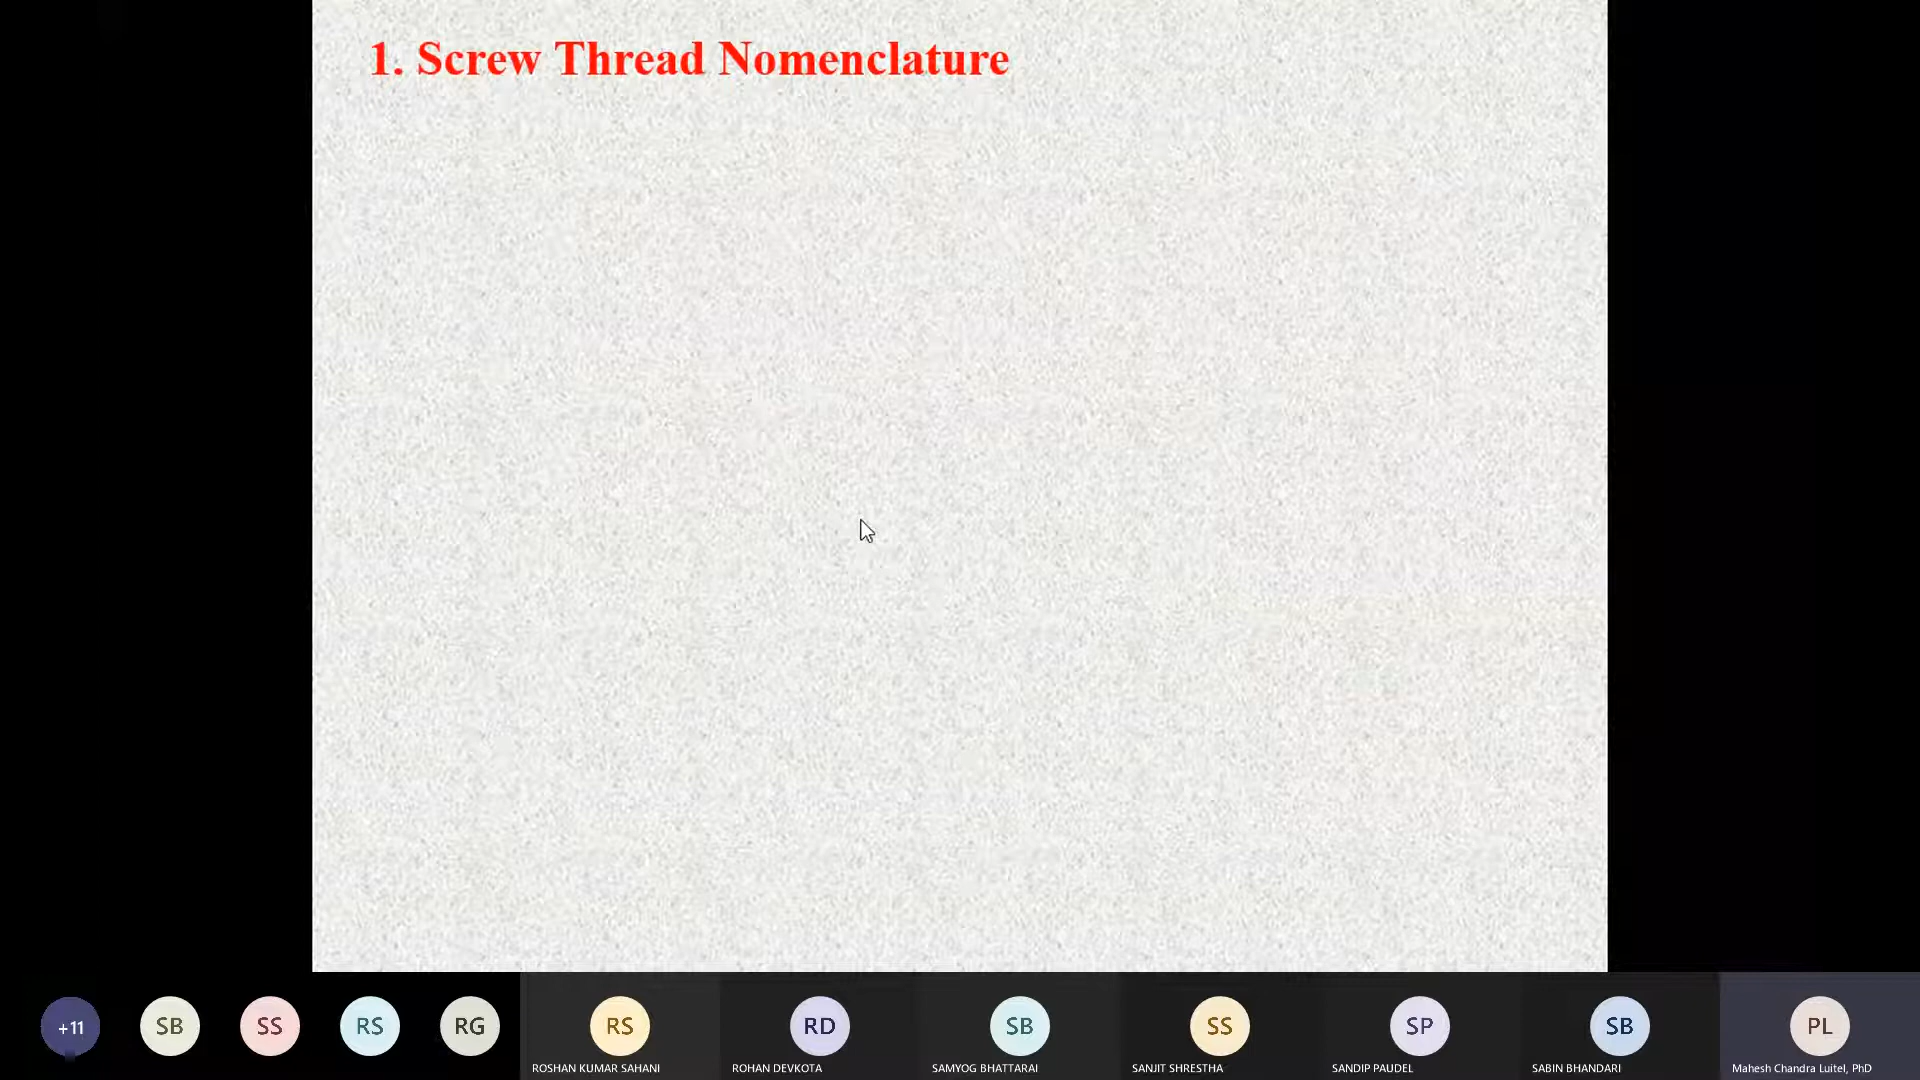 1. Screw Thread Nomenclature
+11
SB
SS
RS
RG
RS
RD
SB
SS
SP
SB
PL
ROSHAN KUMAR SAHANI
ROHAN DEVKOTA
SAMYOG BHATTARAI
SANJIT SHRESTHA
SANDIP PAUDEL
SABIN BHANDARI
Mahesh Chandra Luitel, PhD